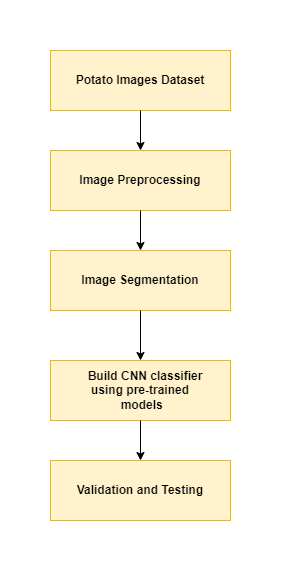 Potato Images Dataset
Image Preprocessing
Image Segmentation
Build CNN classifier
using pre-trained
models
Validation and Testing